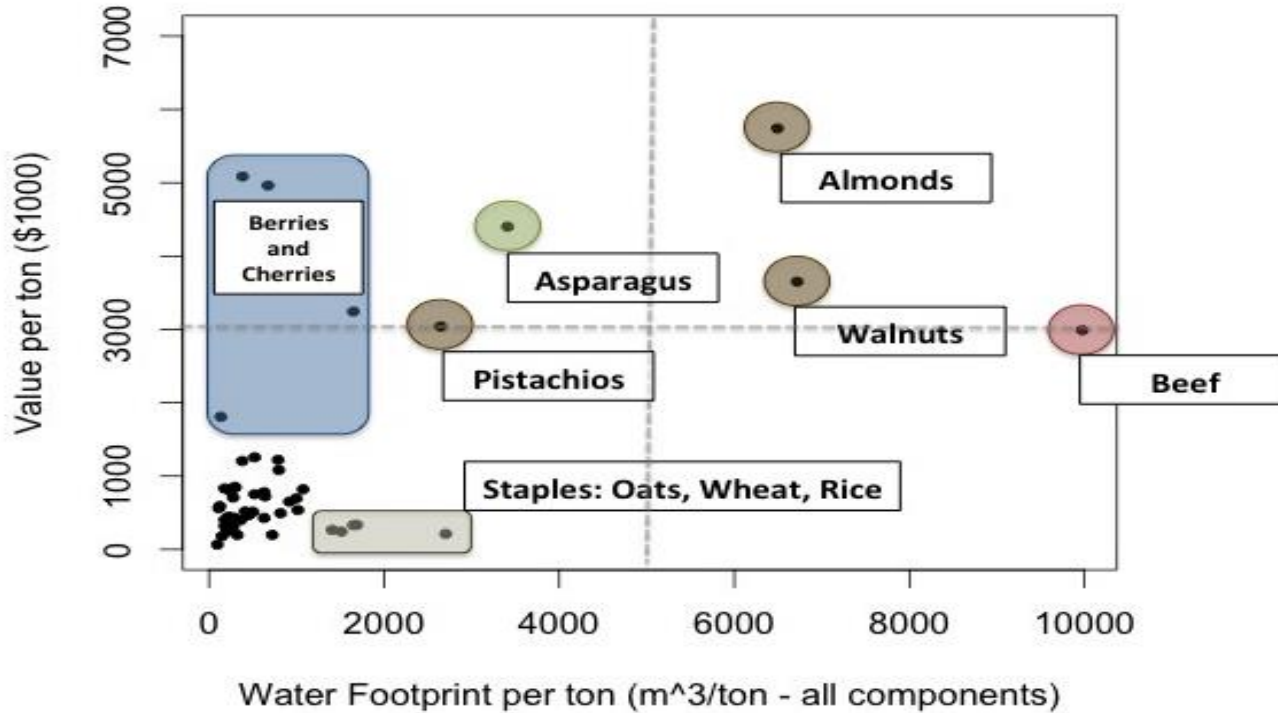 7000
5000
3000
1000
0
Value per ton ($1000)
Berries
and
Cherries
Almonds
Asparagus
Walnuts
Pistachios
Beef
Staples: Oats, Wheat, Rice
0 2000 4000 6000 8000 10000
Water Footprint per ton (m^3/ton - all components)